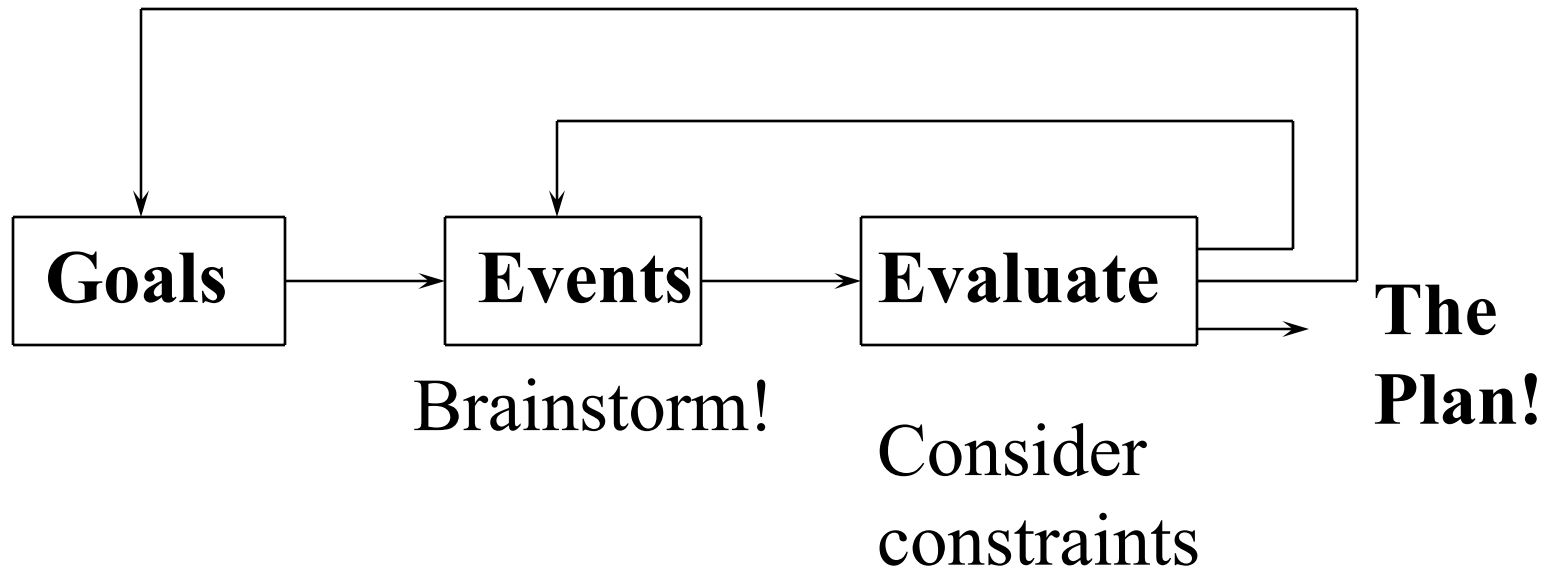 Goals
Events
Evaluate
The
Plan!
Brainstorm!
Consider
constraints